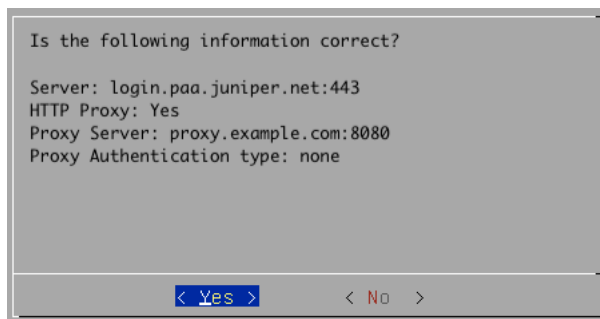 Is the following information correct?
Server: login.paa.juniper.net:443
HTTP Proxy: Yes
Proxy Server: proxy.example.com:8080
Proxy Authentication type: none
< Yes > < No >